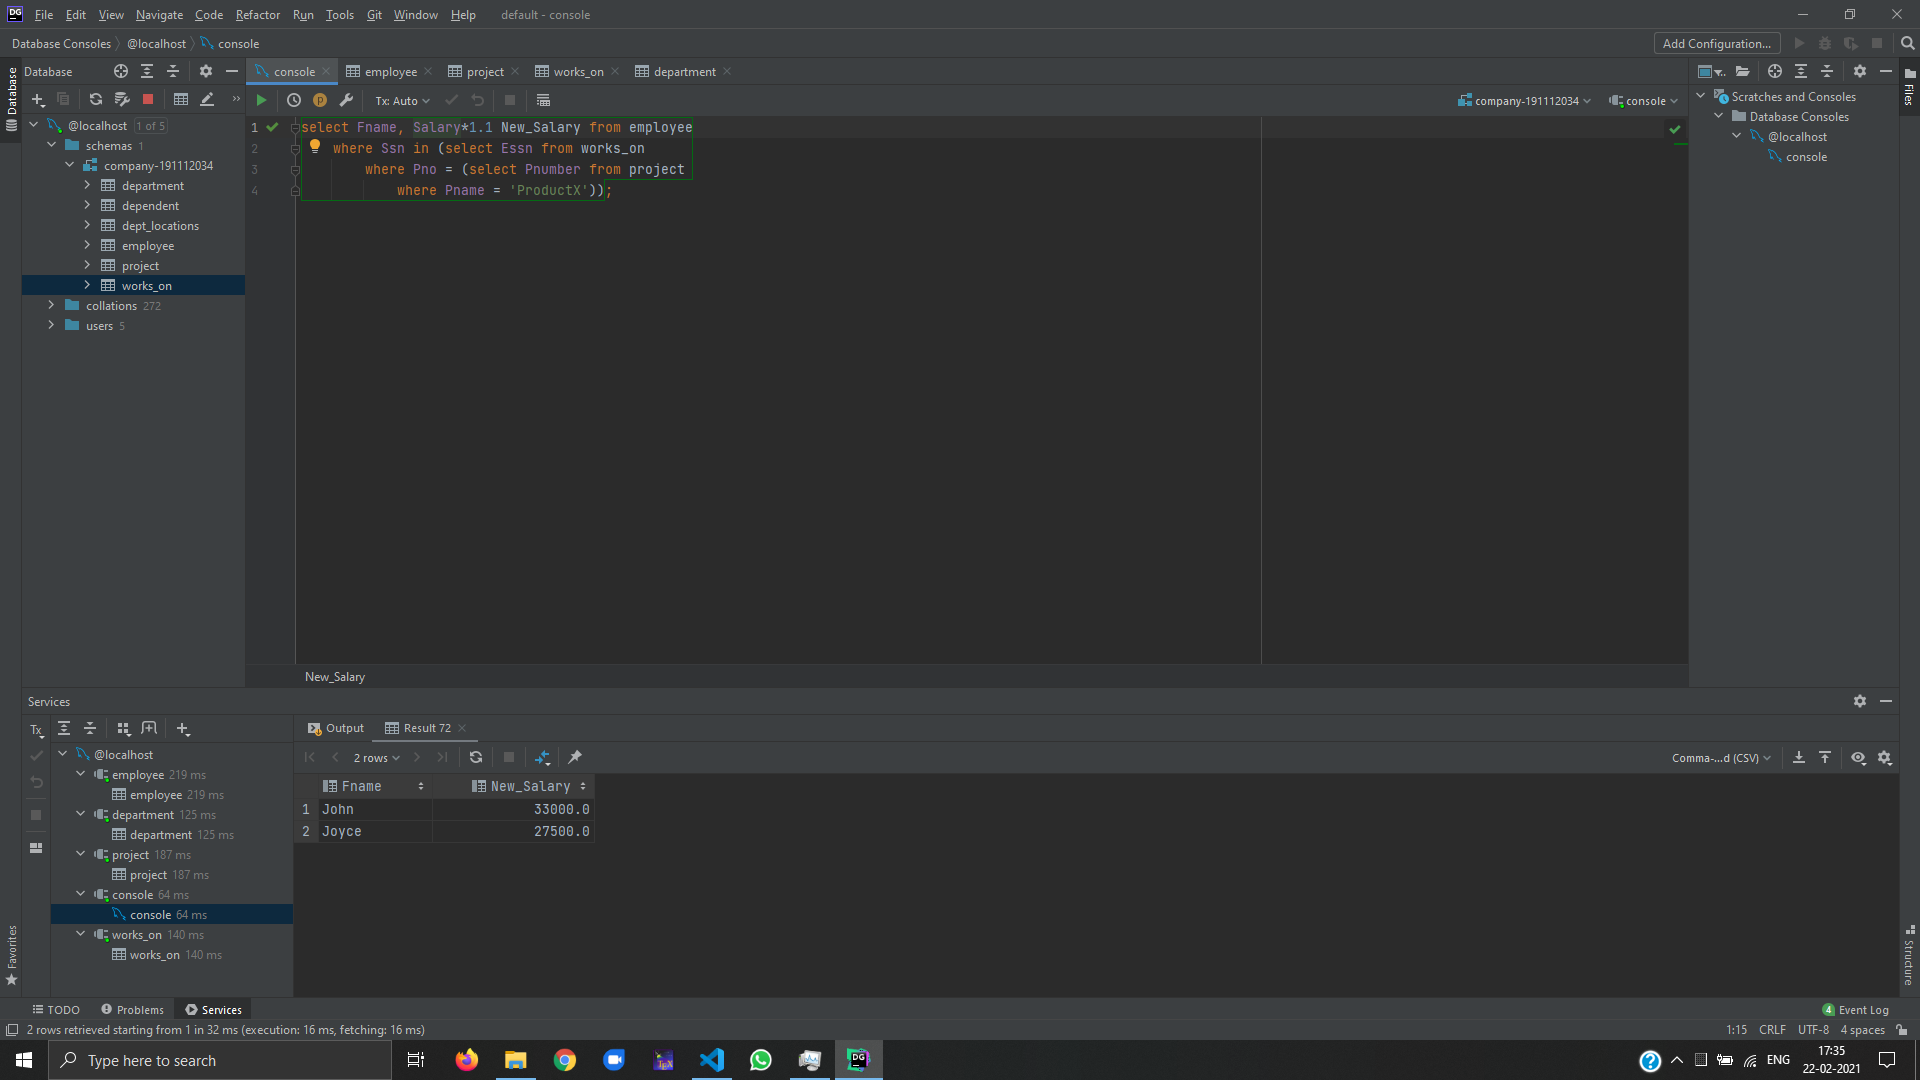 DG File Edit View Navigate Code Refactor Run Tools Git Window Help default - console
Database Consoles @localhost console Add Configuration...
Database
console employee project works_on department
Tx: Auto company-191112034 console
Database
@localhost 1 of 5
schemas 1
company-191112034
department
dependent
dept_locations
employee
project
works_on
collations 272
users 5
1 select Fname, Salary*1.1 New_Salary from employee
2 where Ssn in (select Essn from works_on
3 where Pno = (select Pnumber from project
4 where Pname = 'ProductX'));
Scratches and Consoles
Database Consoles
@localhost
console
Files
New_Salary
Services
Tx
@localhost
employee 219 ms
employee 219 ms
department 125 ms
department 125 ms
project 187 ms
project 187 ms
console 64 ms
console 64 ms
works_on 140 ms
works_on 140 ms
Output Result 72
2 rows Comma-...d (CSV)
Fname New_Salary
1 John 33000.0
2 Joyce 27500.0
Favorites
Structure
TODO Problems Services 4 Event Log
2 rows retrieved starting from 1 in 32 ms (execution: 16 ms, fetching: 16 ms) 1:15 CRLF UTF-8 4 spaces
Type here to search TEX DG ENG 17:35
22-02-2021